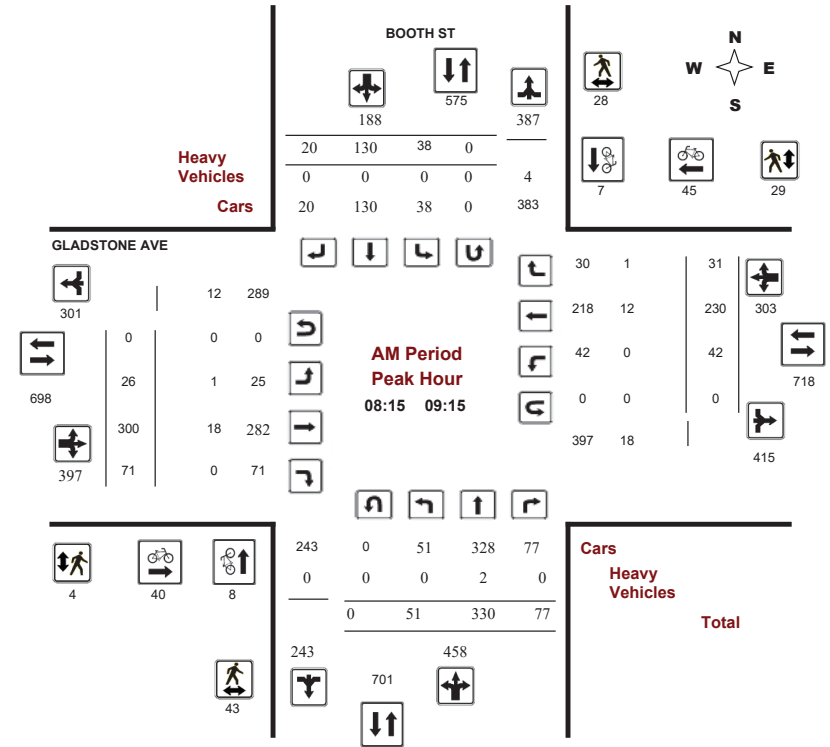 BOOTH ST
N
W E
S
575
188 387
28
20 130 38 0
Heavy
Vehicles
0 0 0 0 4
Cars
20 130 38 0 383
7 45 29
GLADSTONE AVE
301
12 289
0 0 0
698
26 1 25
300 18 282
397
71 0 71
AM Period
Peak Hour
08:15 09:15
30 1 31
218 12 230
303
42 0 42
718
0 0 0
397 18
415
4 40 8
43
243 0 51 328 77
0 0 0 2 0
0 51 330 77
243 458
701
Cars
Heavy
Vehicles
Total